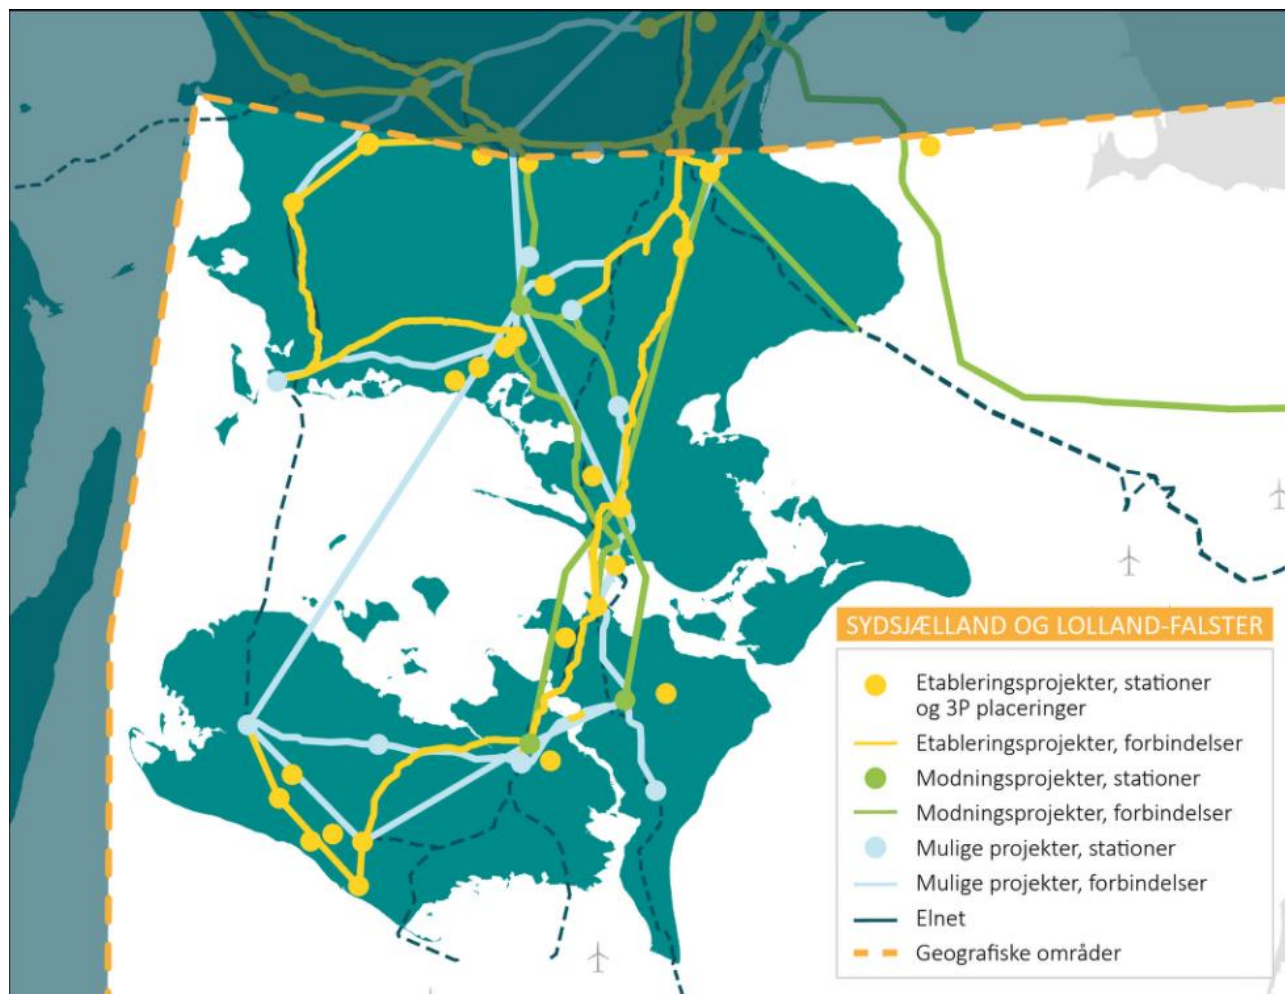 SYDSJÆLLAND OG LOLLAND-FALSTER
Etableringsprojekter, stationer
og 3P placeringer
Etableringsprojekter, forbindelser
Modningsprojekter, stationer
Modningsprojekter, forbindelser
Mulige projekter, stationer
Mulige projekter, forbindelser
Elnet
Geografiske områder